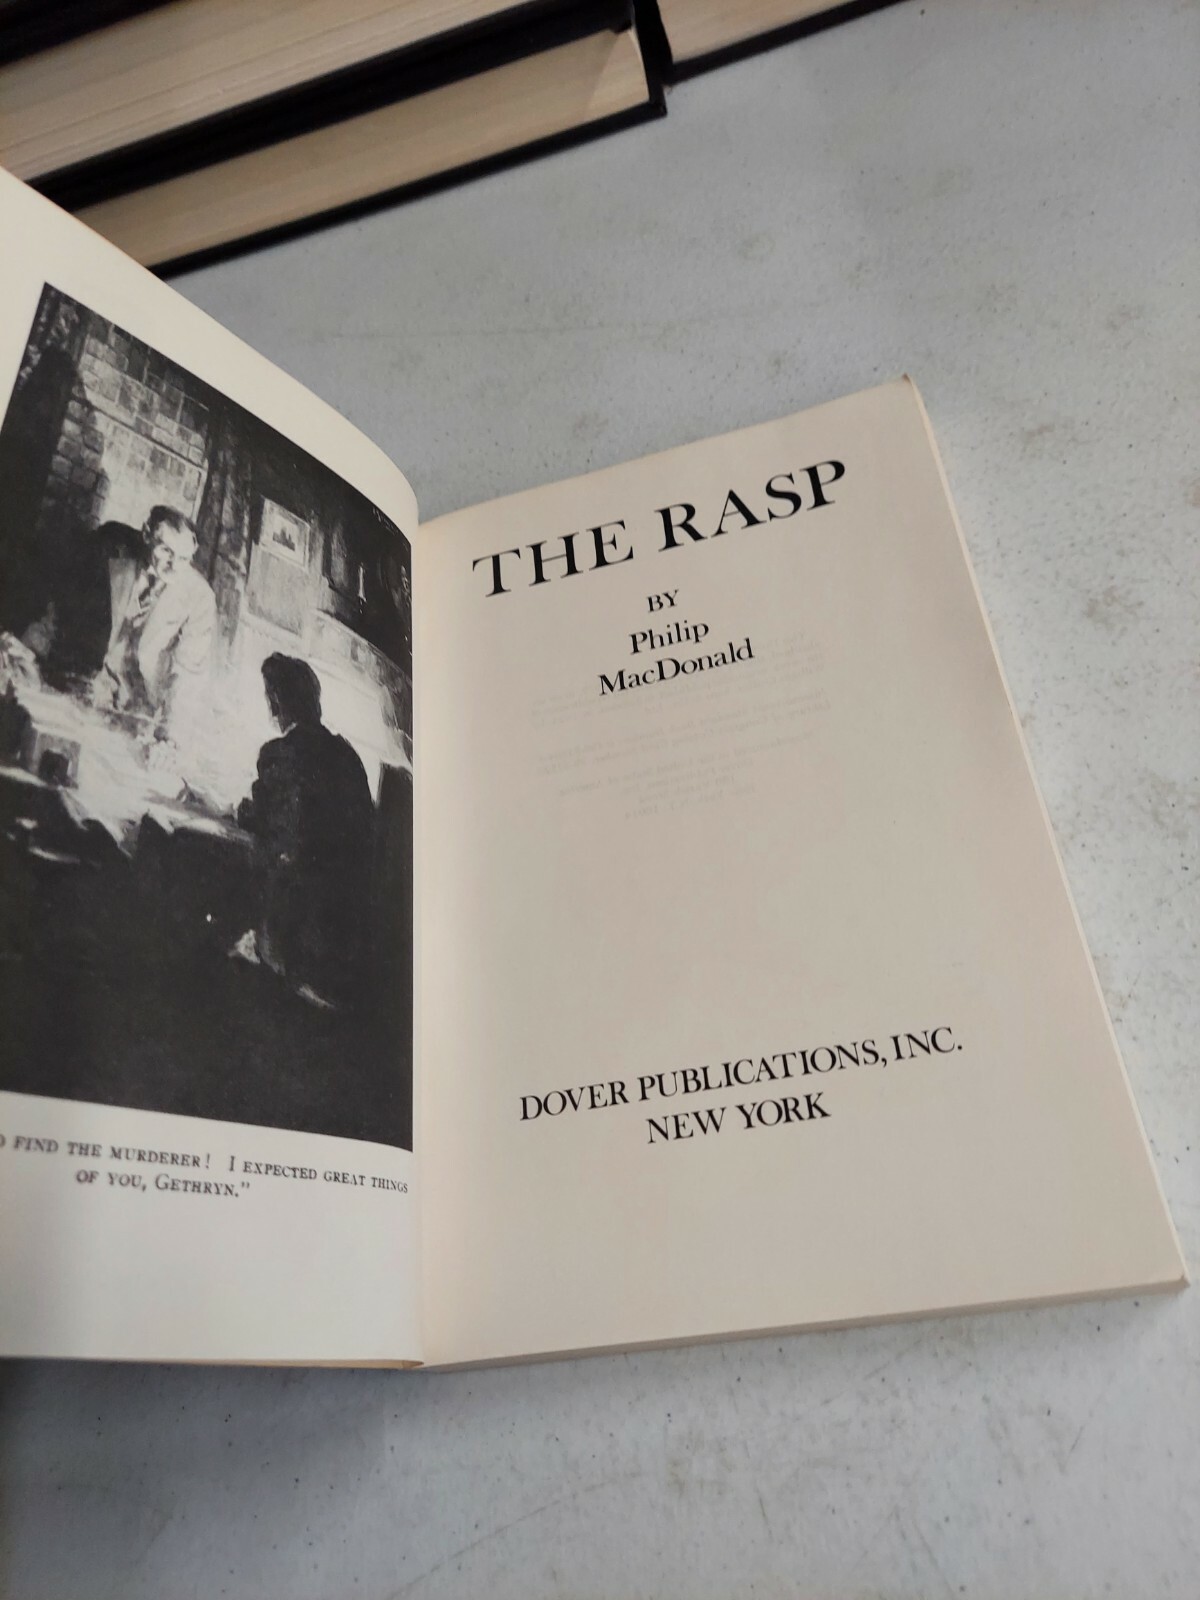 FIND THE MURDERER! I EXPECTED GREAT THINGS
OF YOU, GETHRYN."
THE RASP
BY
Philip
MacDonald
DOVER PUBLICATIONS, INC.
NEW YORK